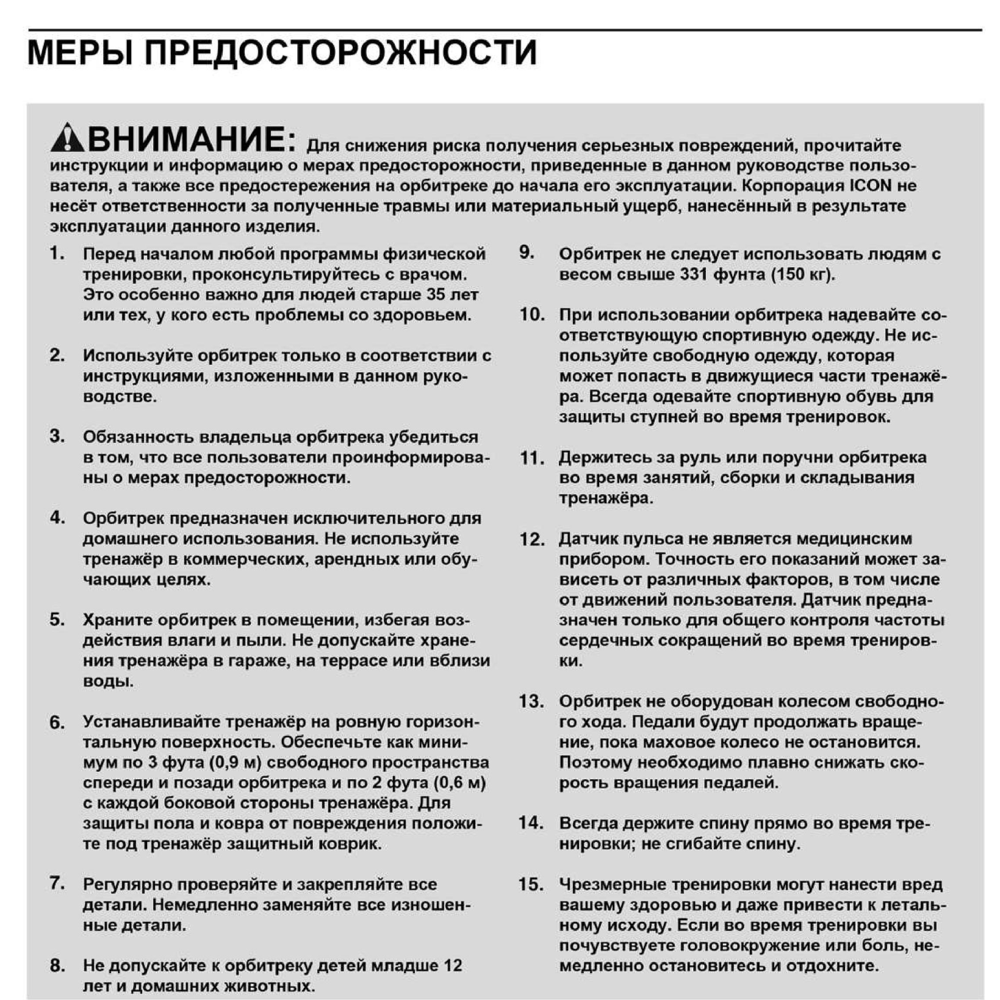 МЕРЫ ПРЕДОСТОРОЖНОСТИ
ВНИМАНИЕ: Для снижения риска получения серьезных повреждений, прочитайте
инструкции и информацию о мерах предосторожности, приведенные в данном руководстве пользо-
вателя, а также все предостережения на орбитреке до начала его эксплуатации. Корпорация ICON не
несёт ответственности за полученные травмы или материальный ущерб, нанесённый в результате
эксплуатации данного изделия.
1. Перед началом любой программы физической
тренировки, проконсультируйтесь с врачом.
Это особенно важно для людей старше 35 лет
или тех, у кого есть проблемы со здоровьем.
2. Используйте орбитрек только в соответствии с
инструкциями, изложенными в данном руко-
водстве.
3. Обязанность владельца орбитрека убедиться
в том, что все пользователи проинформирова-
ны о мерах предосторожности.
4. Орбитрек предназначен исключительного для
домашнего использования. Не используйте
тренажёр в коммерческих, арендных или обу-
чающих целях.
5. Храните орбитрек в помещении, избегая воз-
действия влаги и пыли. Не допускайте хране-
ния тренажёра в гараже, на террасе или вблизи
воды.
6. Устанавливайте тренажёр на ровную горизон-
тальную поверхность. Обеспечьте как мини-
мум по 3 фута (0,9 м) свободного пространства
спереди и позади орбитрека и по 2 фута (0,6 м)
с каждой боковой стороны тренажёра. Для
защиты пола и ковра от повреждения положи-
те под тренажёр защитный коврик.
7. Регулярно проверяйте и закрепляйте все
детали. Немедленно заменяйте все изношен-
ные детали.
8. Не допускайте к орбитреку детей младше 12
лет и домашних животных.
9. Орбитрек не следует использовать людям с
весом свыше 331 фунта (150 кг).
10. При использовании орбитрека надевайте со-
ответствующую спортивную одежду. Не ис-
пользуйте свободную одежду, которая
может попасть в движущиеся части тренажё-
ра. Всегда одевайте спортивную обувь для
защиты ступней во время тренировок.
11. Держитесь за руль или поручни орбитрека
во время занятий, сборки и складывания
тренажёра.
12. Датчик пульса не является медицинским
прибором. Точность его показаний может за-
висеть от различных факторов, в том числе
от движений пользователя. Датчик предна-
значен только для общего контроля частоты
сердечных сокращений во время трениров-
ки.
13. Орбитрек не оборудован колесом свободно-
го хода. Педали будут продолжать враще-
ние, пока маховое колесо не остановится.
Поэтому необходимо плавно снижать ско-
рость вращения педалей.
14. Всегда держите спину прямо во время тре-
нировки; не сгибайте спину.
15. Чрезмерные тренировки могут нанести вред
вашему здоровью и даже привести к леталь-
ному исходу. Если во время тренировки вы
почувствуете головокружение или боль, не-
медленно остановитесь и отдохните.